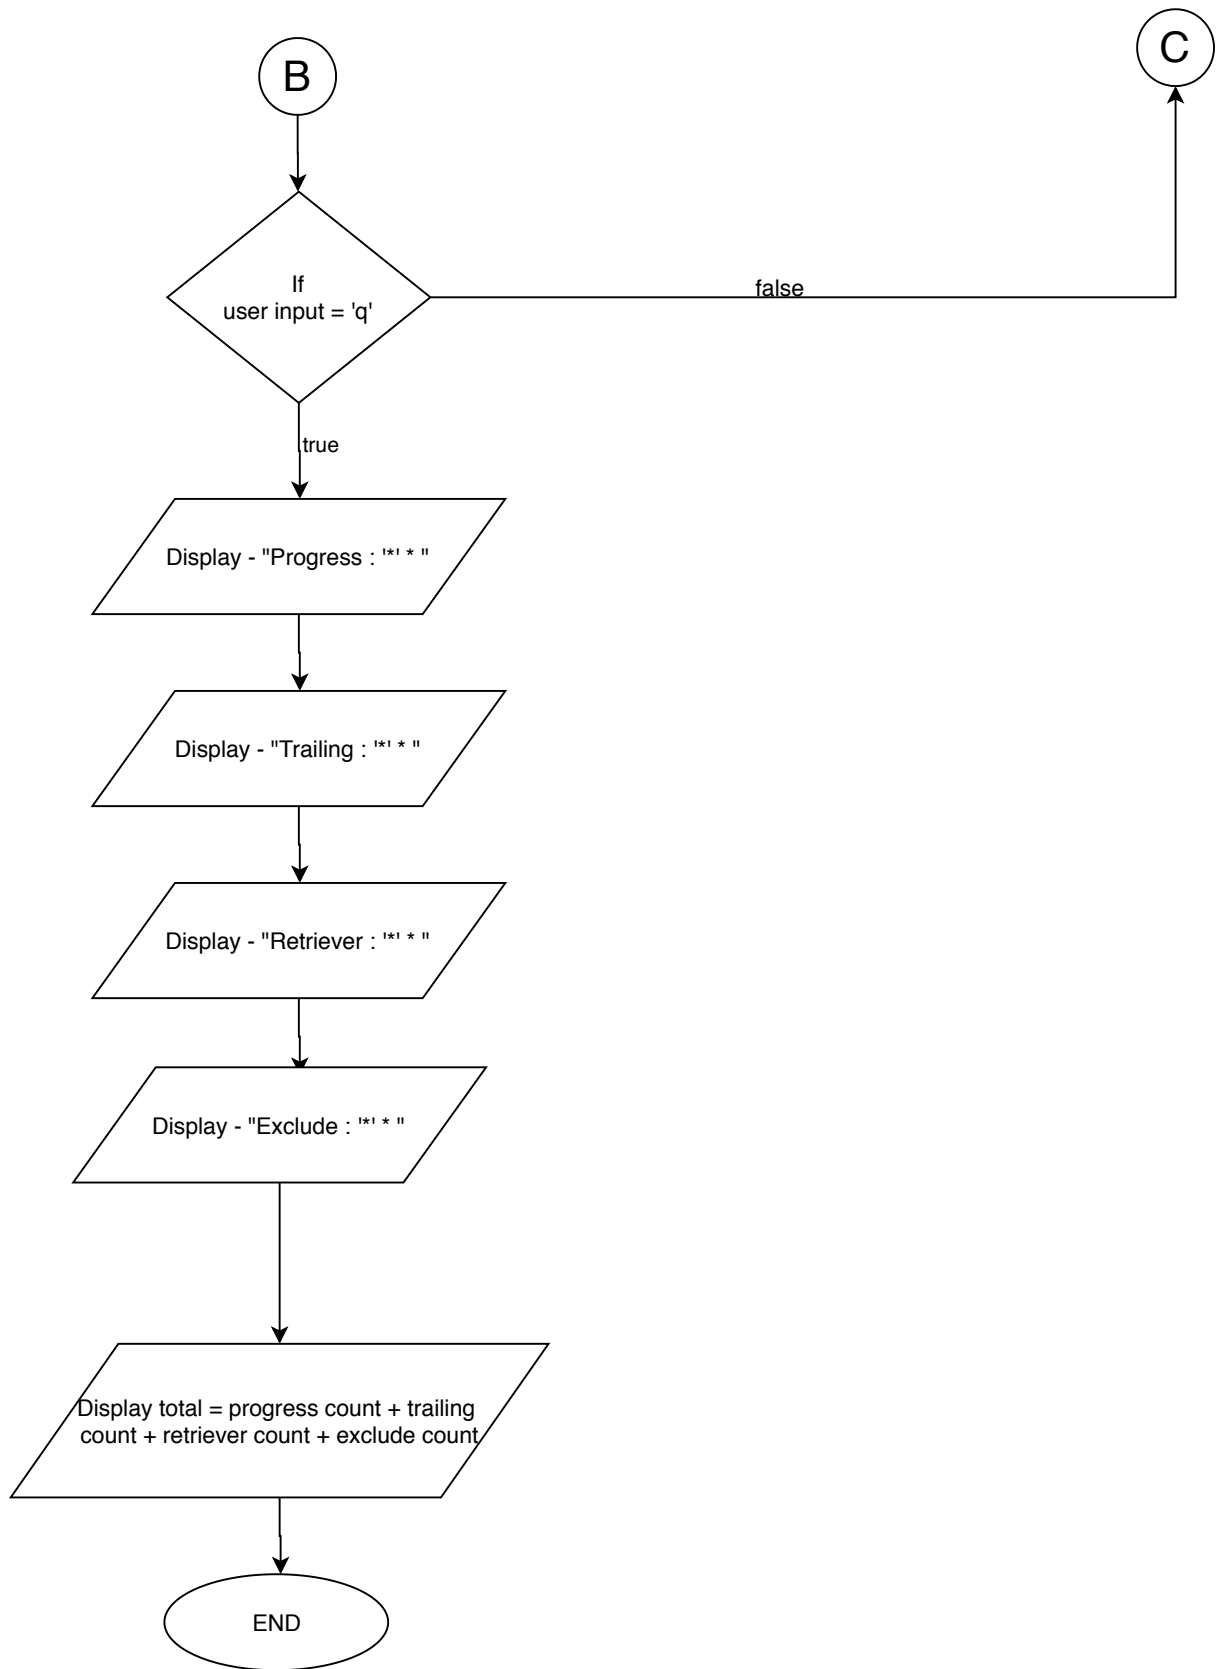 B
C
If
user input = 'q'
false
true
Display - "Progress : '*' * "
Display - "Trailing : '*' * "
Display - "Retriever : '*' * "
Display - "Exclude : '*' * "
Display total = progress count + trailing
count + retriever count + exclude count
END